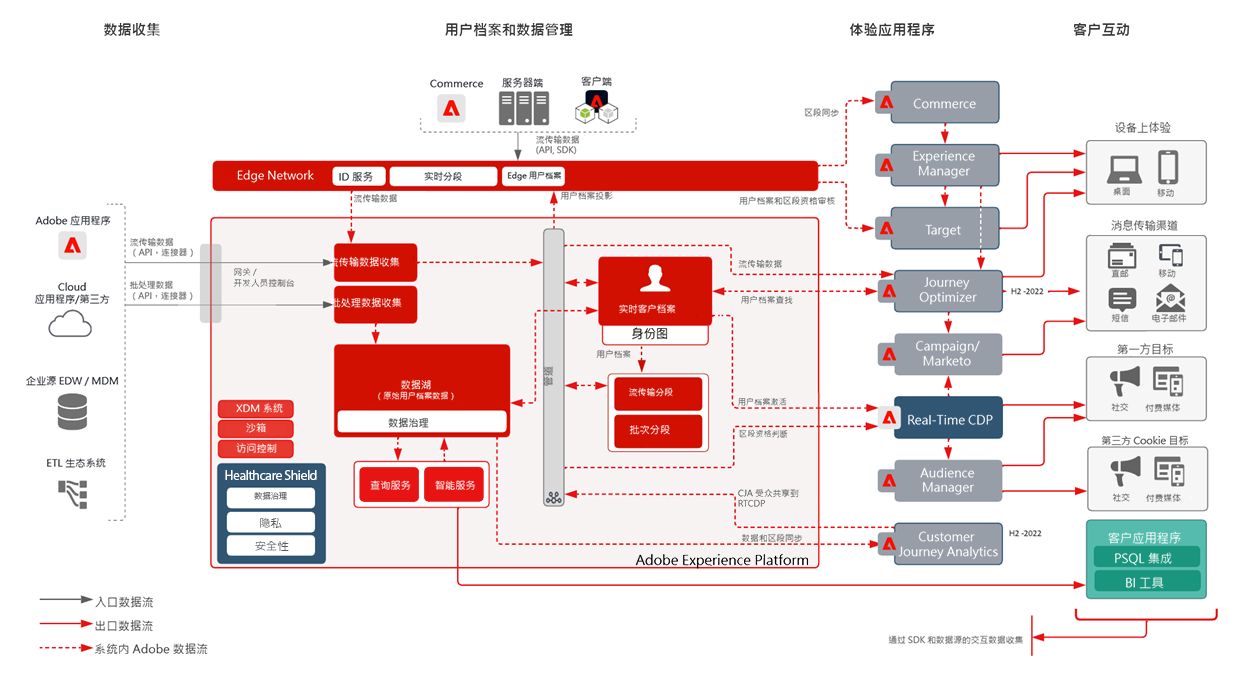 数据收集
用户档案和数据管理
体验应用程序
客户互动
Commerce
服务器端
客户端
流传输数据
(API, SDK)
Edge Network
ID 服务
实时分段
Edge 用户档案
流传输数据
用户档案投影
Adobe 应用程序
流传输数据
（API，连接器）
Cloud
应用程序/第三方
批处理数据
（API，连接器）
企业源 EDW / MDM
ETL 生态系统
网关 /
开发人员控制台
流传输数据收集
批处理数据收集
数据湖
（原始用户档案数据）
数据治理
XDM 系统
沙箱
访问控制
Healthcare Shield
数据治理
隐私
安全性
查询服务
智能服务
管道
实时客户档案
身份图
用户档案
流传输分段
批次分段
Adobe Experience Platform
区段同步
用户档案和区段资格审核
流传输数据
用户档案查找
用户档案激活
区段资格判断
CJA 受众共享到
RTCDP
数据和区段同步
Commerce
Experience
Manager
Target
Journey
Optimizer
H2 -2022
Campaign/
Marketo
Real-Time CDP
Audience
Manager
Customer
Journey Analytics
H2 -2022
设备上体验
桌面
移动
消息传输渠道
直邮
移动
短信
电子邮件
第一方目标
社交
付费媒体
第三方 Cookie 目标
社交
付费媒体
客户应用程序
PSQL 集成
BI 工具
通过 SDK 和数据源的交互数据收集
入口数据流
出口数据流
系统内 Adobe 数据流